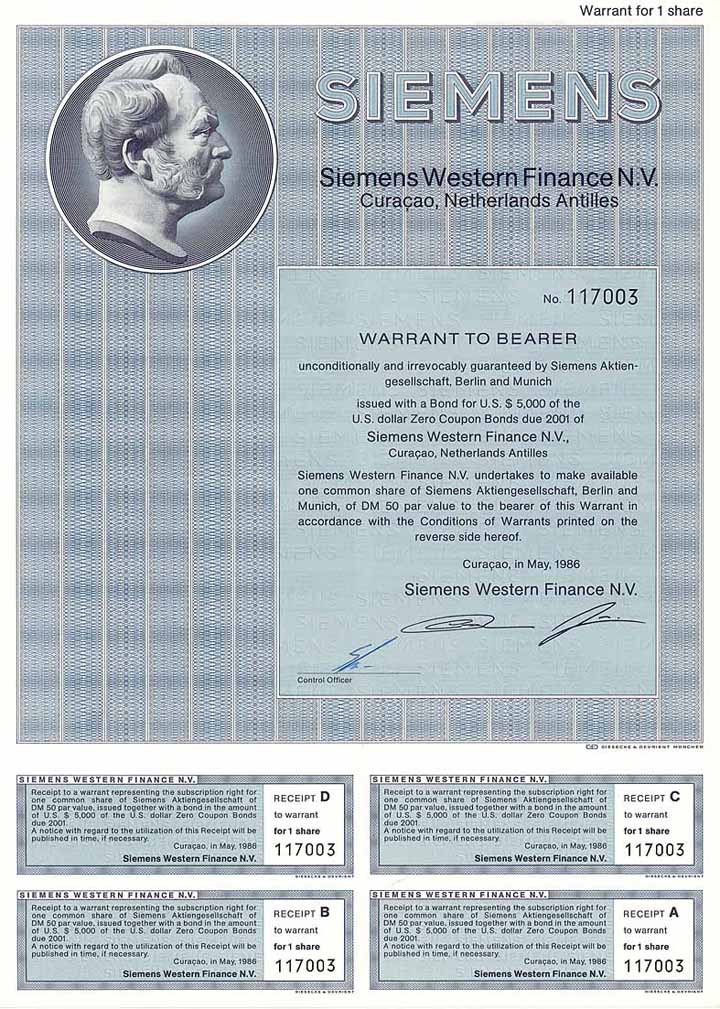 Warrant for 1 share
SIEMENS
Siemens Western Finance N.V.
Curaçao, Netherlands Antilles
No. 117003
WARRANT TO BEARER
unconditionally and irrevocably guaranteed by Siemens Aktien-
gesellschaft, Berlin and Munich
issued with a Bond for U.S. $ 5,000 of the
U.S. dollar Zero Coupon Bonds due 2001 of
Siemens Western Finance N.V.,
Curaçao, Netherlands Antilles
Siemens Western Finance N.V. undertakes to make available
one common share of Siemens Aktiengesellschaft, Berlin and
Munich, of DM 50 par value to the bearer of this Warrant in
accordance with the Conditions of Warrants printed on the
reverse side hereof.
Curaçao, in May, 1986
Siemens Western Finance N.V.
Control Officer
GIESECKE & DEVRIENT MÜNCHEN
SIEMENS WESTERN FINANCE N.V.
Receipt to a warrant representing the subscription right for
one common share of Siemens Aktiengesellschaft of
DM 50 par value, issued together with a bond in the amount
of U.S. $ 5,000 of the U.S. dollar Zero Coupon Bonds
due 2001.
A notice with regard to the utilization of this Receipt will be
published in time, if necessary.
Curaçao, in May, 1986
Siemens Western Finance N.V.
RECEIPT D
to warrant
for 1 share
117003
GIESECKE & DEVRIENT
SIEMENS WESTERN FINANCE N.V.
Receipt to a warrant representing the subscription right for
one common share of Siemens Aktiengesellschaft of
DM 50 par value, issued together with a bond in the amount
of U.S. $ 5,000 of the U.S. dollar Zero Coupon Bonds
due 2001.
A notice with regard to the utilization of this Receipt will be
published in time, if necessary.
Curaçao, in May, 1986
Siemens Western Finance N.V.
RECEIPT C
to warrant
for 1 share
117003
GIESECKE & DEVRIENT
SIEMENS WESTERN FINANCE N.V.
Receipt to a warrant representing the subscription right for
one common share of Siemens Aktiengesellschaft of
DM 50 par value, issued together with a bond in the amount
of U.S. $ 5,000 of the U.S. dollar Zero Coupon Bonds
due 2001.
A notice with regard to the utilization of this Receipt will be
published in time, if necessary.
Curaçao, in May, 1986
Siemens Western Finance N.V.
RECEIPT B
to warrant
for 1 share
117003
GIESECKE & DEVRIENT
SIEMENS WESTERN FINANCE N.V.
Receipt to a warrant representing the subscription right for
one common share of Siemens Aktiengesellschaft of
DM 50 par value, issued together with a bond in the amount
of U.S. $ 5,000 of the U.S. dollar Zero Coupon Bonds
due 2001.
A notice with regard to the utilization of this Receipt will be
published in time, if necessary.
Curaçao, in May, 1986
Siemens Western Finance N.V.
RECEIPT A
to warrant
for 1 share
117003
GIESECKE & DEVRIENT